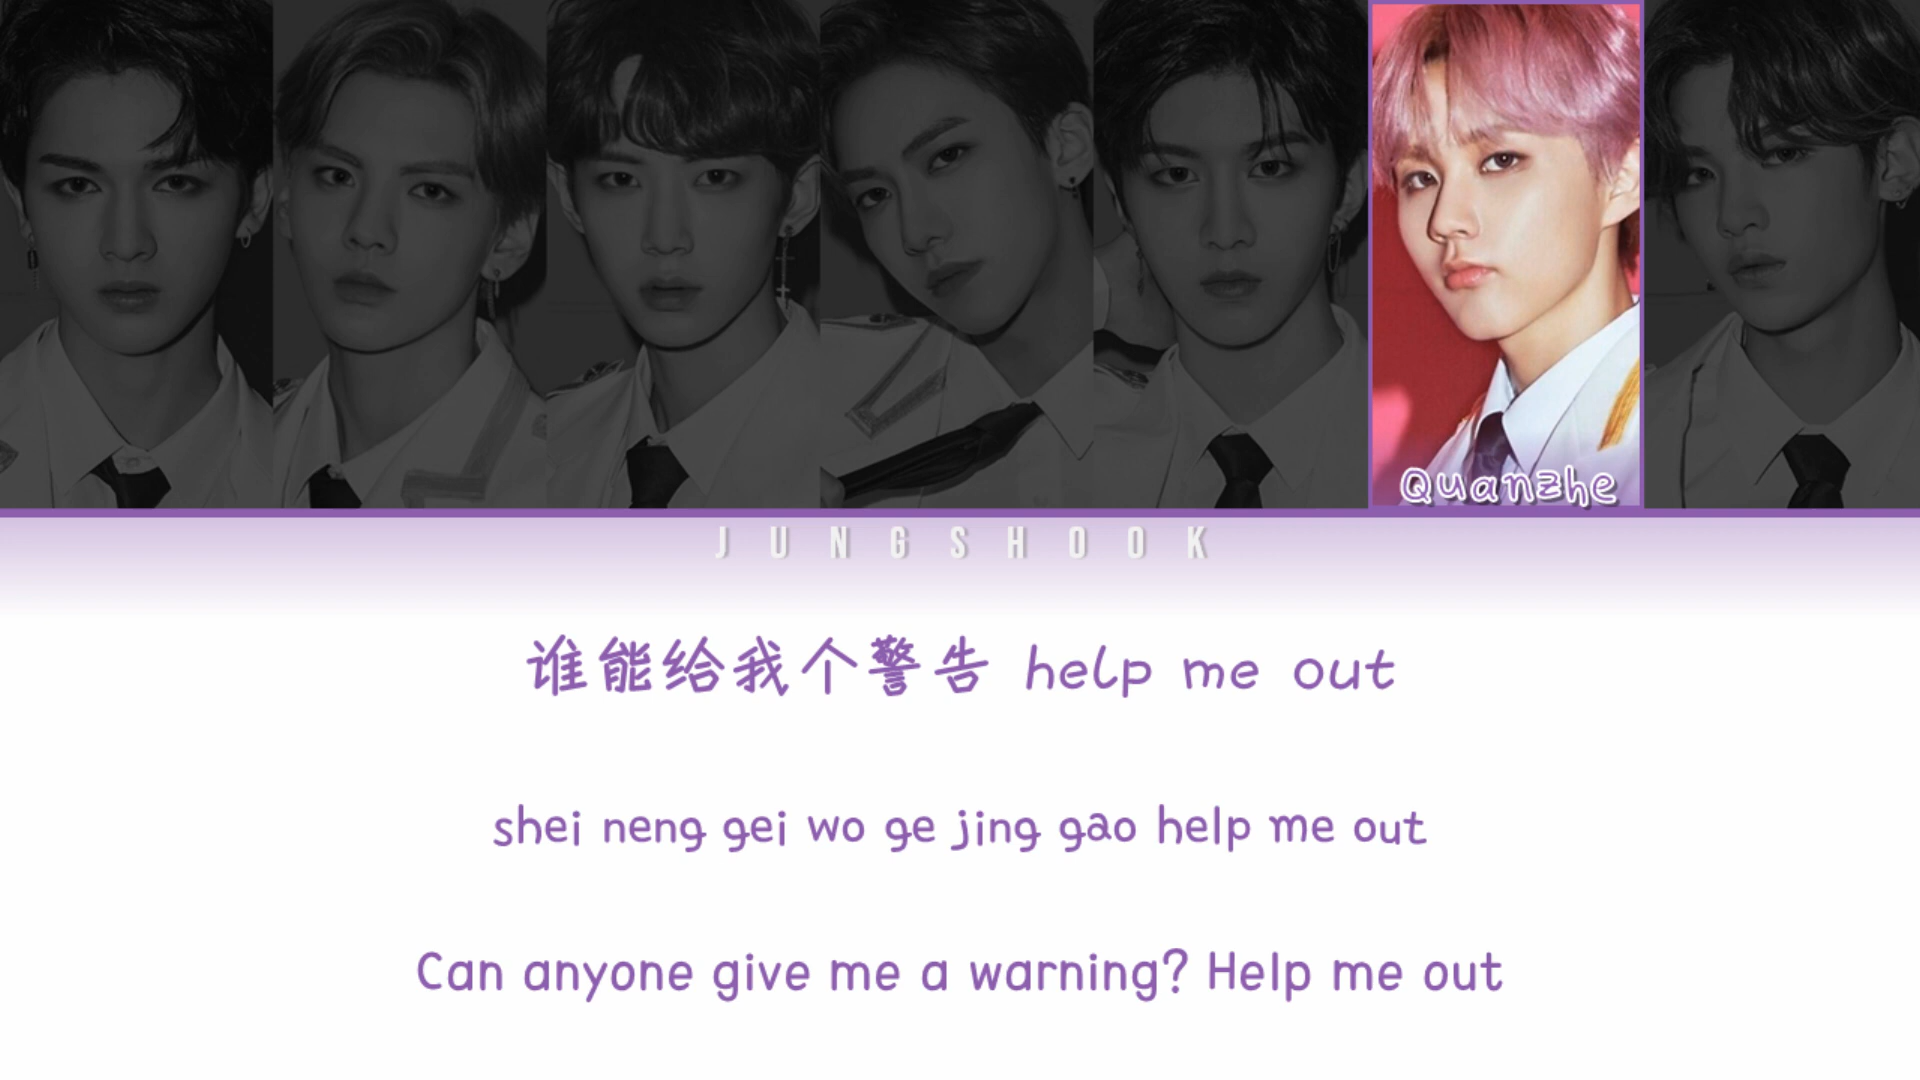 Quanzhe
JUNGSHOOK
谁能给我个警告 help me out
shei neng gei wo ge jing gao help me out
Can anyone give me a warning? Help me out